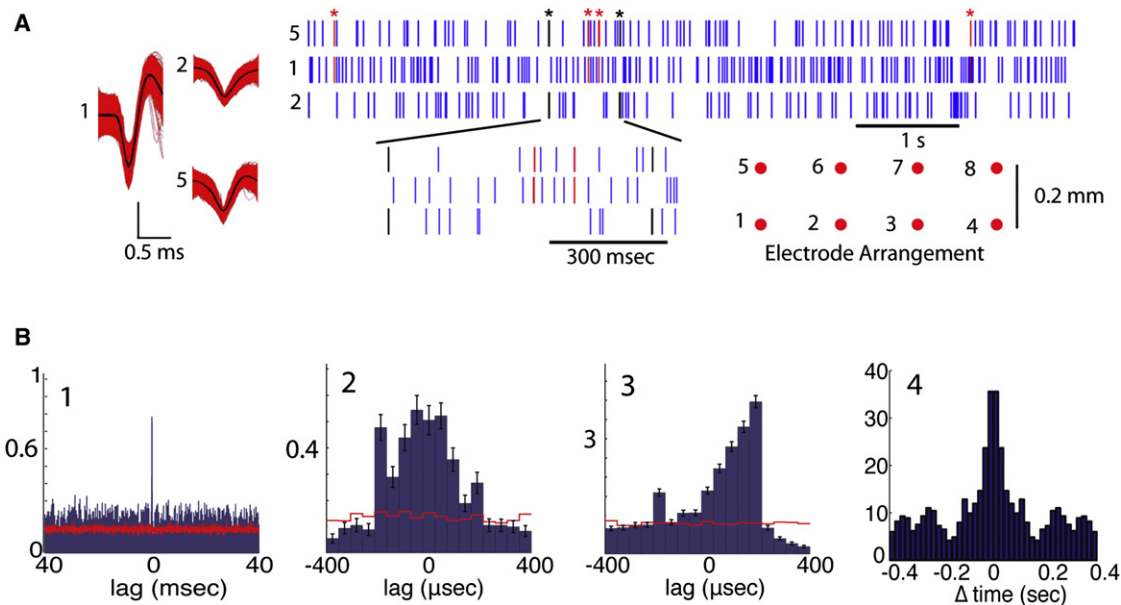 A
1
2
5
0.5 ms
* * * * * *
5
1
2
1 s
300 msec
5 6 7 8
1 2 3 4
0.2 mm
Electrode Arrangement
B
1
1
0.6
0
40 0 40
lag (msec)
2
0.4
-400 0 400
lag (µsec)
3
3
-400 0 400
lag (µsec)
4
40
30
20
10
0
-0.4 -0.2 0 0.2 0.4
Δ time (sec)